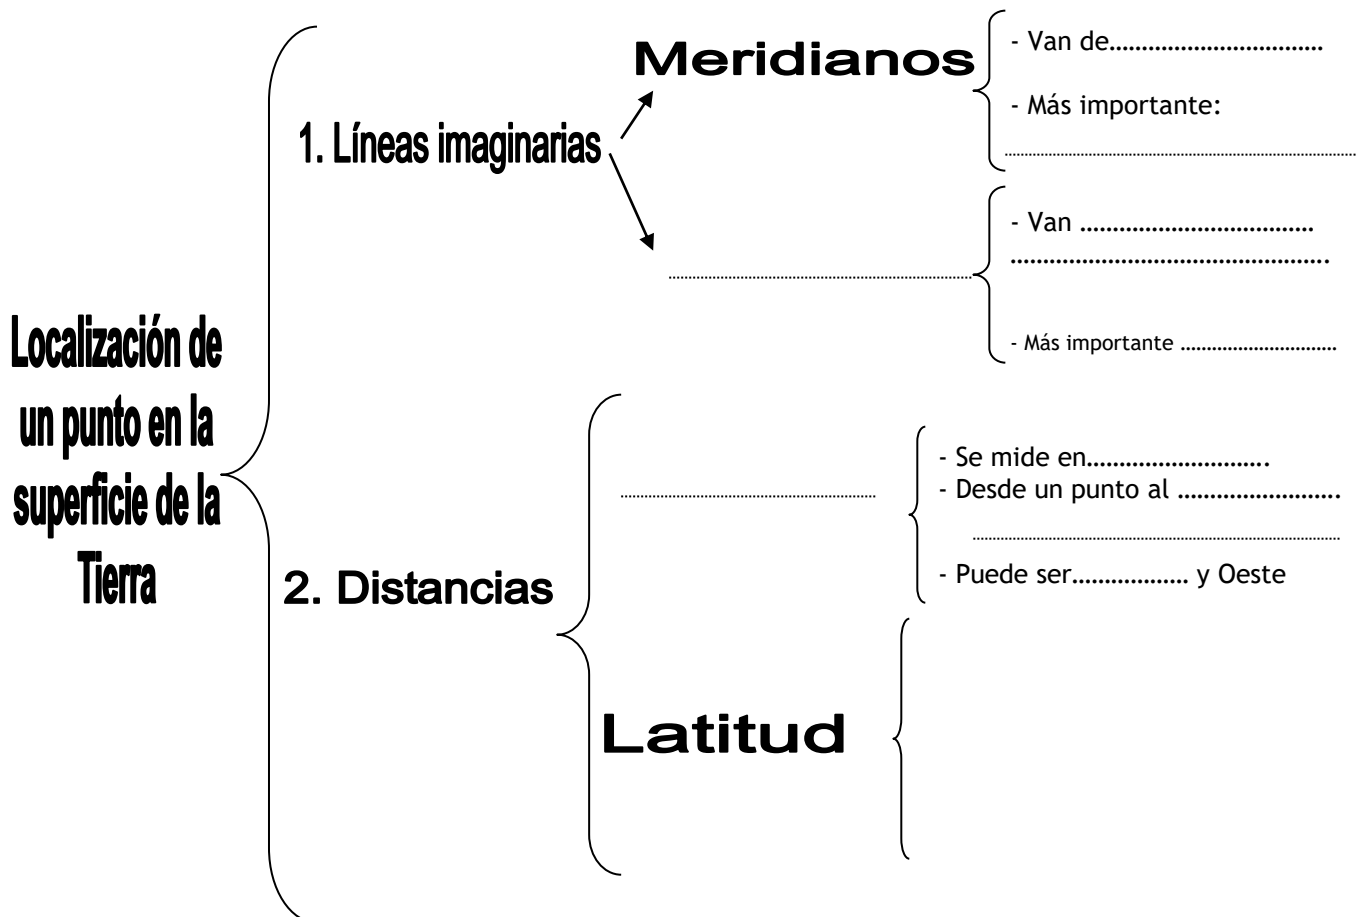 Localización de
un punto en la
superficie de la
Tierra
1. Líneas imaginarias
Meridianos
- Van de.................................
- Más importante:
................................................................
- Van ....................................
.................................................
................................................................
- Más importante .............................
2. Distancias
................................................................
- Se mide en............................
- Desde un punto al .........................
................................................................
- Puede ser.................. y Oeste
Latitud